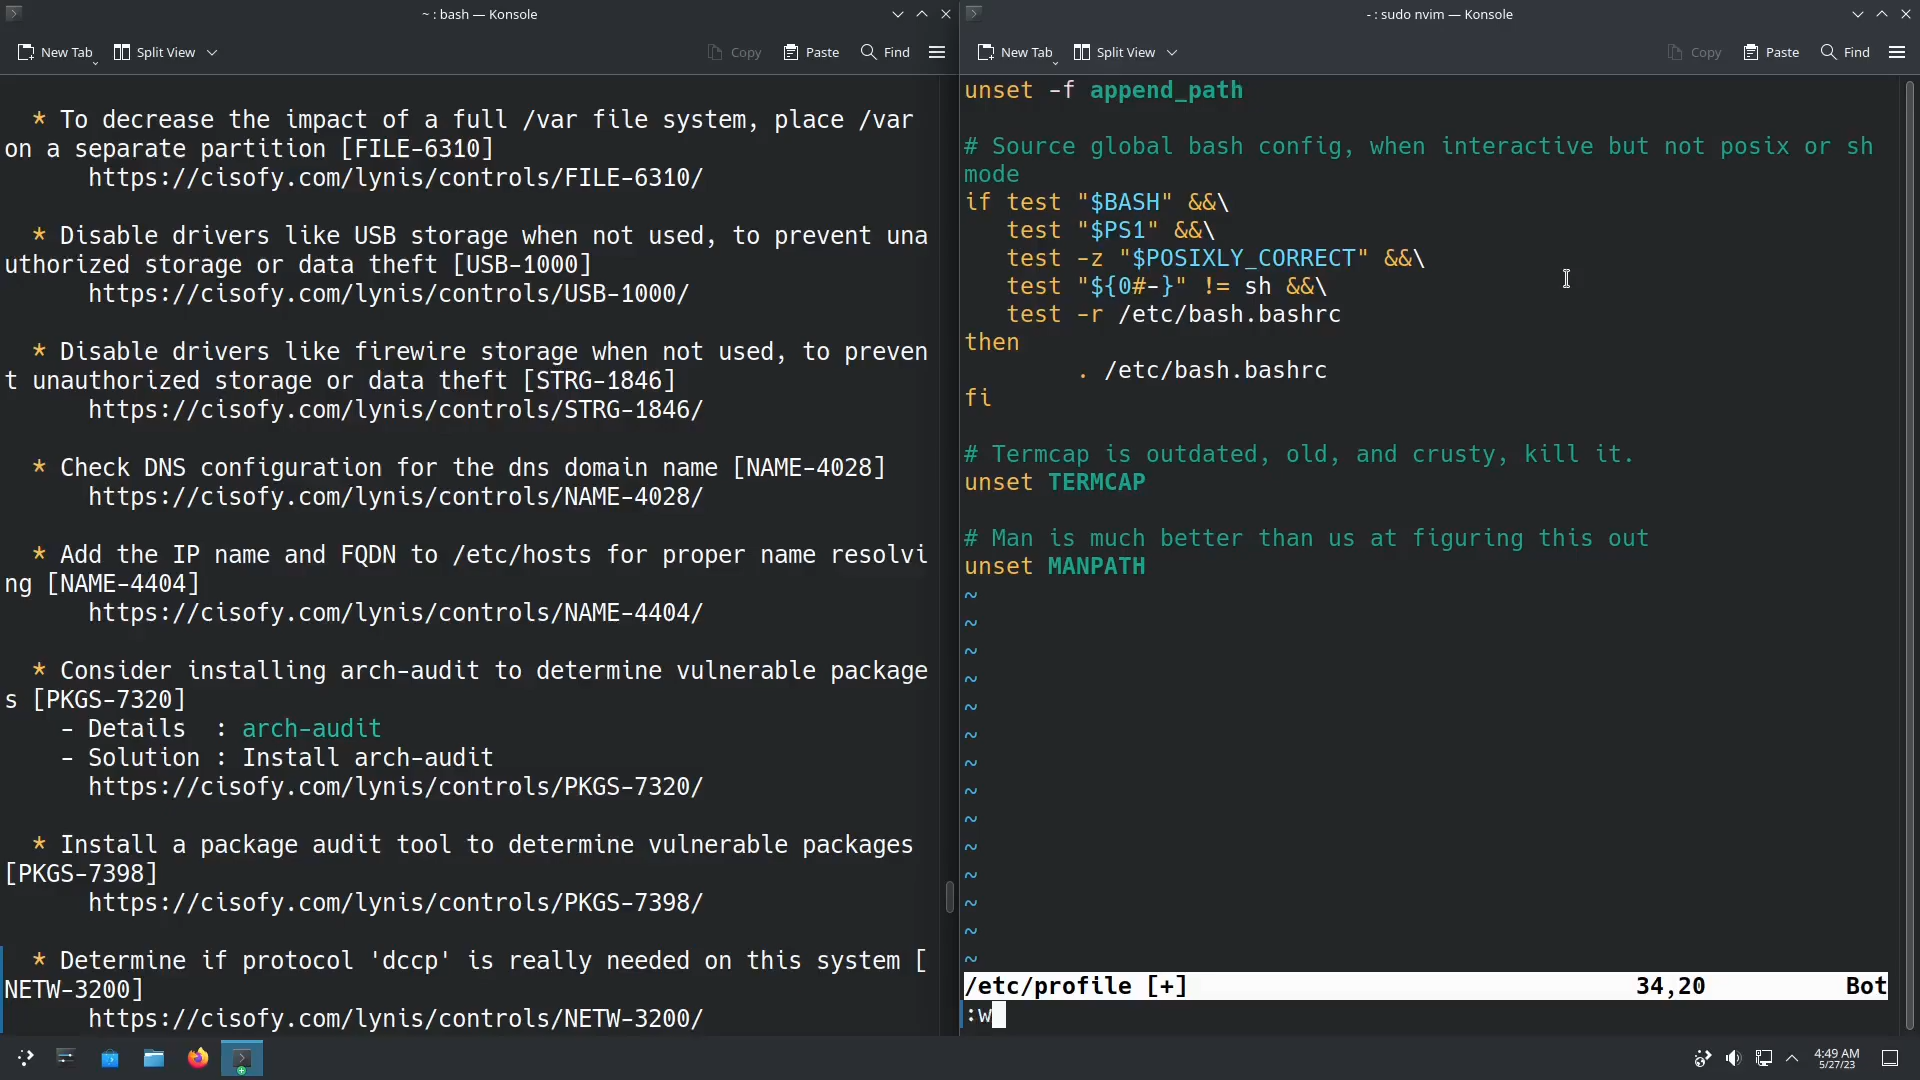 ~ : bash — Konsole
New Tab Split View Copy Paste Find
* To decrease the impact of a full /var file system, place /var
on a separate partition [FILE-6310]
https://cisofy.com/lynis/controls/FILE-6310/
* Disable drivers like USB storage when not used, to prevent una
uthorized storage or data theft [USB-1000]
https://cisofy.com/lynis/controls/USB-1000/
* Disable drivers like firewire storage when not used, to preven
t unauthorized storage or data theft [STRG-1846]
https://cisofy.com/lynis/controls/STRG-1846/
* Check DNS configuration for the dns domain name [NAME-4028]
https://cisofy.com/lynis/controls/NAME-4028/
* Add the IP name and FQDN to /etc/hosts for proper name resolvi
ng [NAME-4404]
https://cisofy.com/lynis/controls/NAME-4404/
* Consider installing arch-audit to determine vulnerable package
s [PKGS-7320]
- Details  : arch-audit
- Solution : Install arch-audit
https://cisofy.com/lynis/controls/PKGS-7320/
* Install a package audit tool to determine vulnerable packages
[PKGS-7398]
https://cisofy.com/lynis/controls/PKGS-7398/
* Determine if protocol 'dccp' is really needed on this system [
NETW-3200]
https://cisofy.com/lynis/controls/NETW-3200/
- : sudo nvim — Konsole
New Tab Split View Copy Paste Find
unset -f append_path
# Source global bash config, when interactive but not posix or sh
mode
if test "$BASH" &&\
test "$PS1" &&\
test -z "$POSIXLY_CORRECT" &&\
test "${0#-}" != sh &&\
test -r /etc/bash.bashrc
then
. /etc/bash.bashrc
fi
# Termcap is outdated, old, and crusty, kill it.
unset TERMCAP
# Man is much better than us at figuring this out
unset MANPATH
~
~
~
~
~
~
~
~
~
~
~
~
~
~
/etc/profile [+] 34,20 Bot
:w
4:49 AM
5/27/23